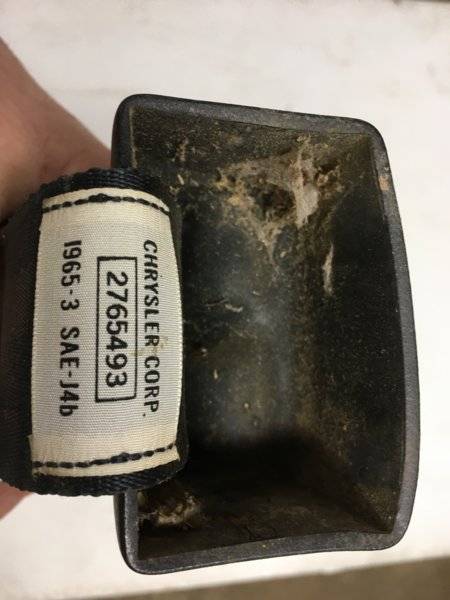 CHRYSLER CORP.
2765493
1965-3 SAE-J4b